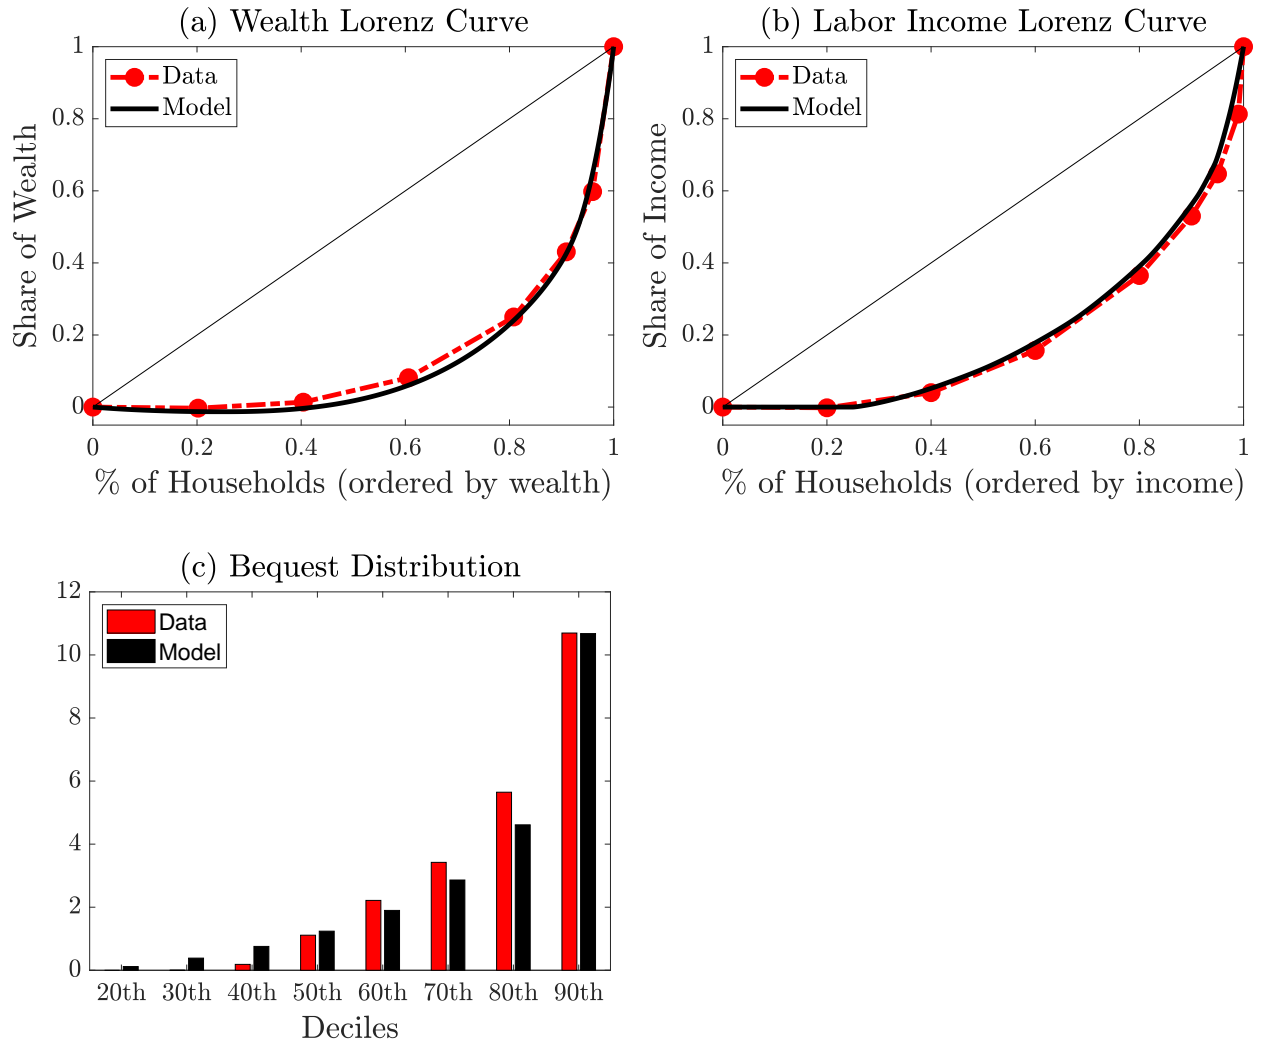 (a) Wealth Lorenz Curve
Data
Model
Share of Wealth
1
0.8
0.6
0.4
0.2
0
0 0.2 0.4 0.6 0.8 1
% of Households (ordered by wealth)
(b) Labor Income Lorenz Curve
Data
Model
Share of Income
1
0.8
0.6
0.4
0.2
0
0 0.2 0.4 0.6 0.8 1
% of Households (ordered by income)
(c) Bequest Distribution
Data
Model
12
10
8
6
4
2
0
20th 30th 40th 50th 60th 70th 80th 90th
Deciles